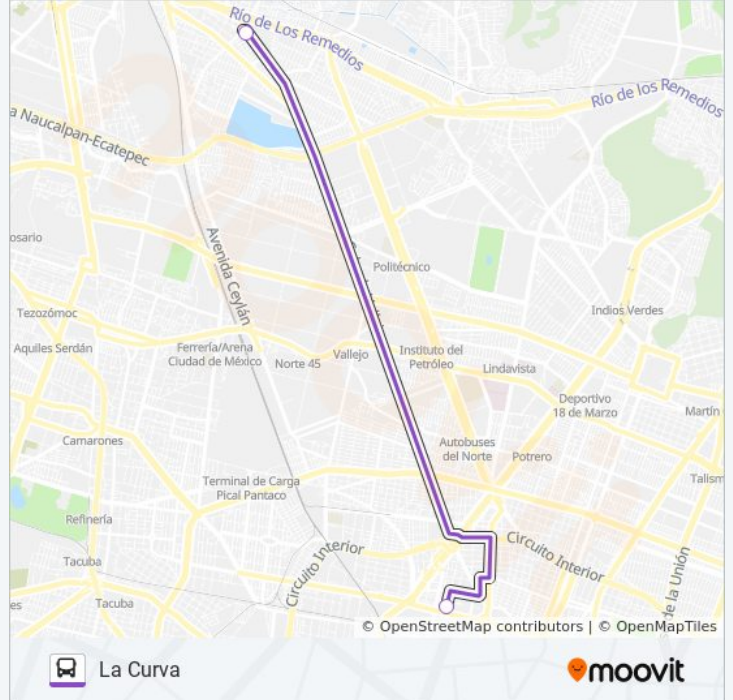 Río de Los Remedios
Río de los Remedios
a Naucalpan-Ecatepec
osario
Avenida Ceylán
Politécnico
Tezozómoc
Indios Verdes
Aquiles Serdán
Ferrería/Arena
Ciudad de México
Norte 45
Vallejo
Instituto del
Petróleo
Lindavista
Deportivo
18 de Marzo
Martín
Camarones
Autobuses
del Norte
Potrero
Terminal de Carga
Pical Pantaco
Talism
Refinería
Circuito Interior
Circuito Interior
Tacuba
Tacuba
es
de la Unión
© OpenStreetMap contributors | © OpenMapTiles
La Curva
moovit